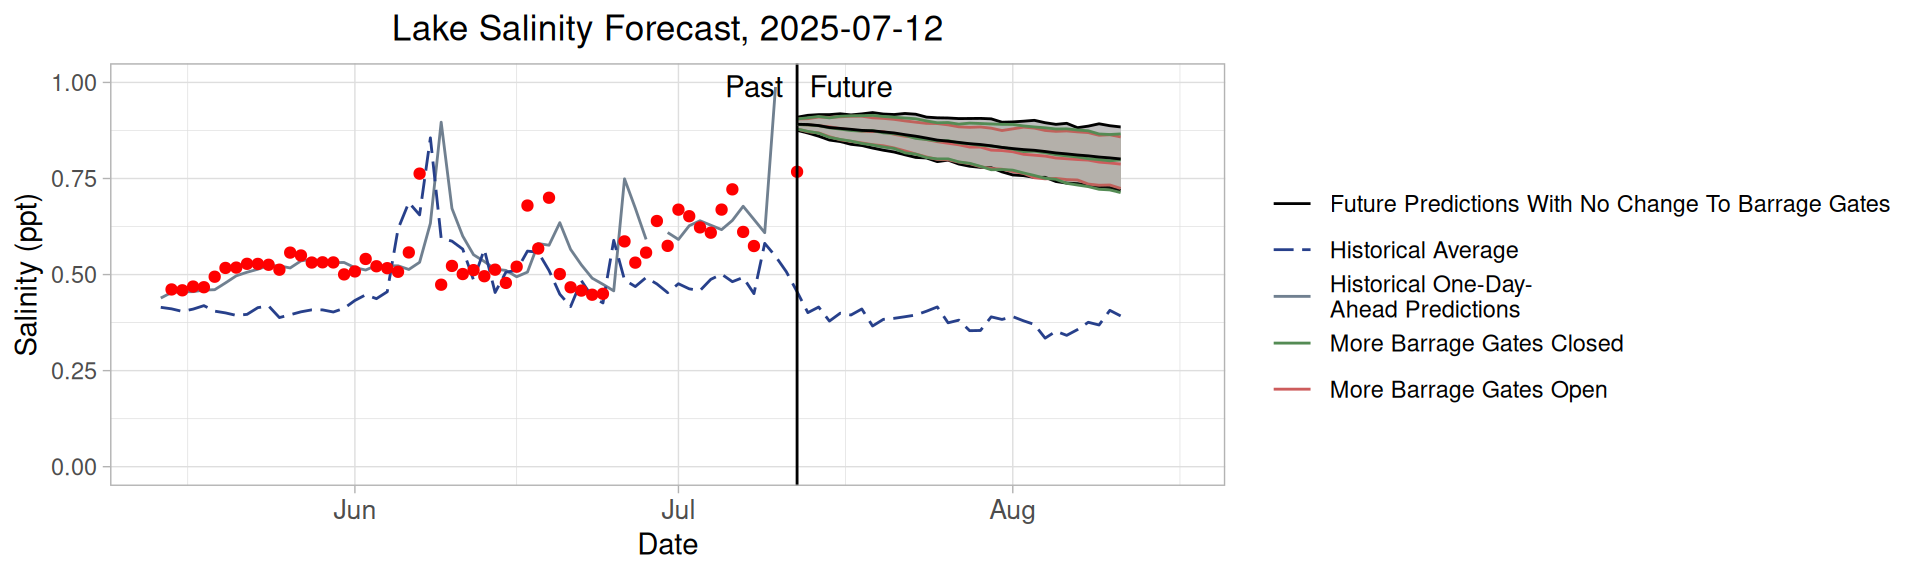 Lake Salinity Forecast, 2025-07-12
Past
Future
1.00
0.75
0.50
0.25
0.00
Salinity (ppt)
Jun
Jul
Aug
Date
Future Predictions With No Change To Barrage Gates
Historical Average
Historical One-Day-
Ahead Predictions
More Barrage Gates Closed
More Barrage Gates Open